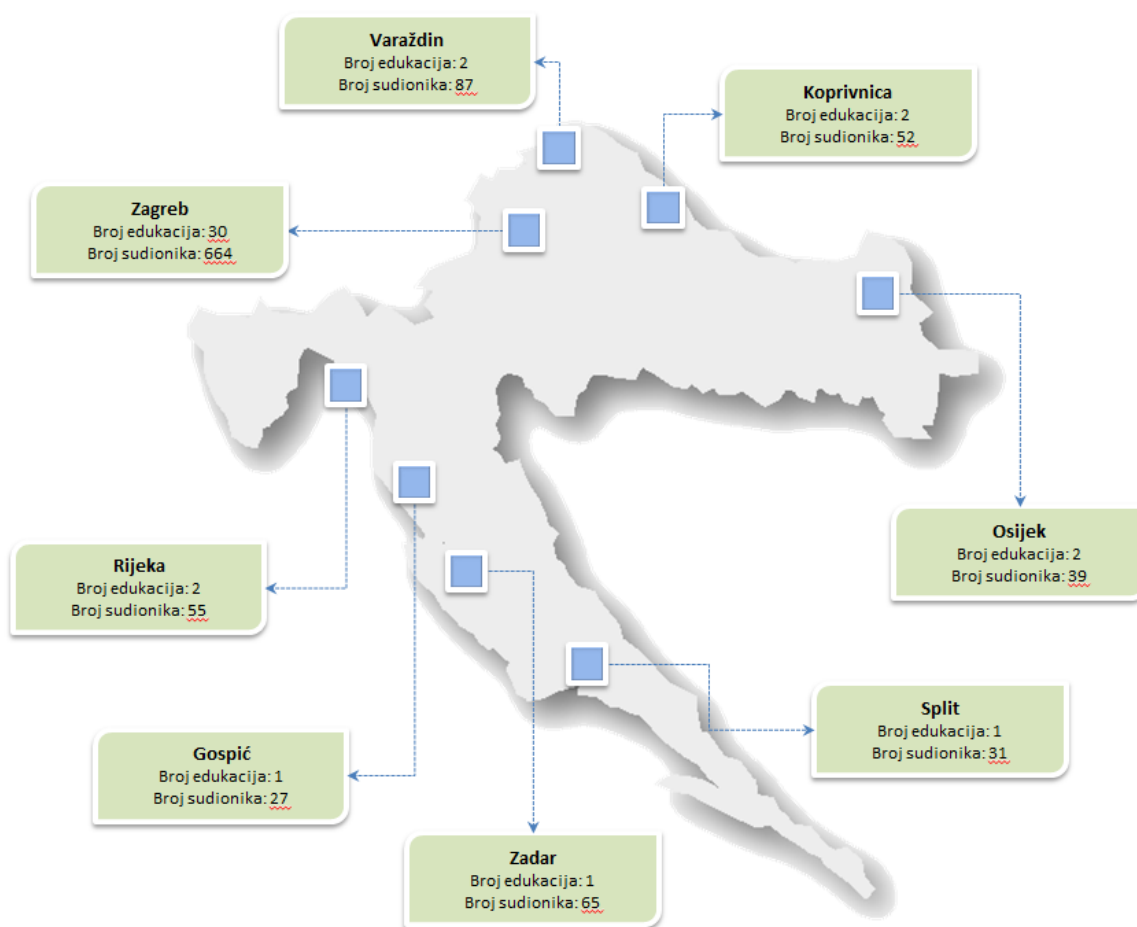 Varaždin
Broj edukacija: 2
Broj sudionika: 87
Koprivnica
Broj edukacija: 2
Broj sudionika: 52
Zagreb
Broj edukacija: 30
Broj sudionika: 664
Osijek
Broj edukacija: 2
Broj sudionika: 39
Rijeka
Broj edukacija: 2
Broj sudionika: 55
Split
Broj edukacija: 1
Broj sudionika: 31
Gospić
Broj edukacija: 1
Broj sudionika: 27
Zadar
Broj edukacija: 1
Broj sudionika: 65